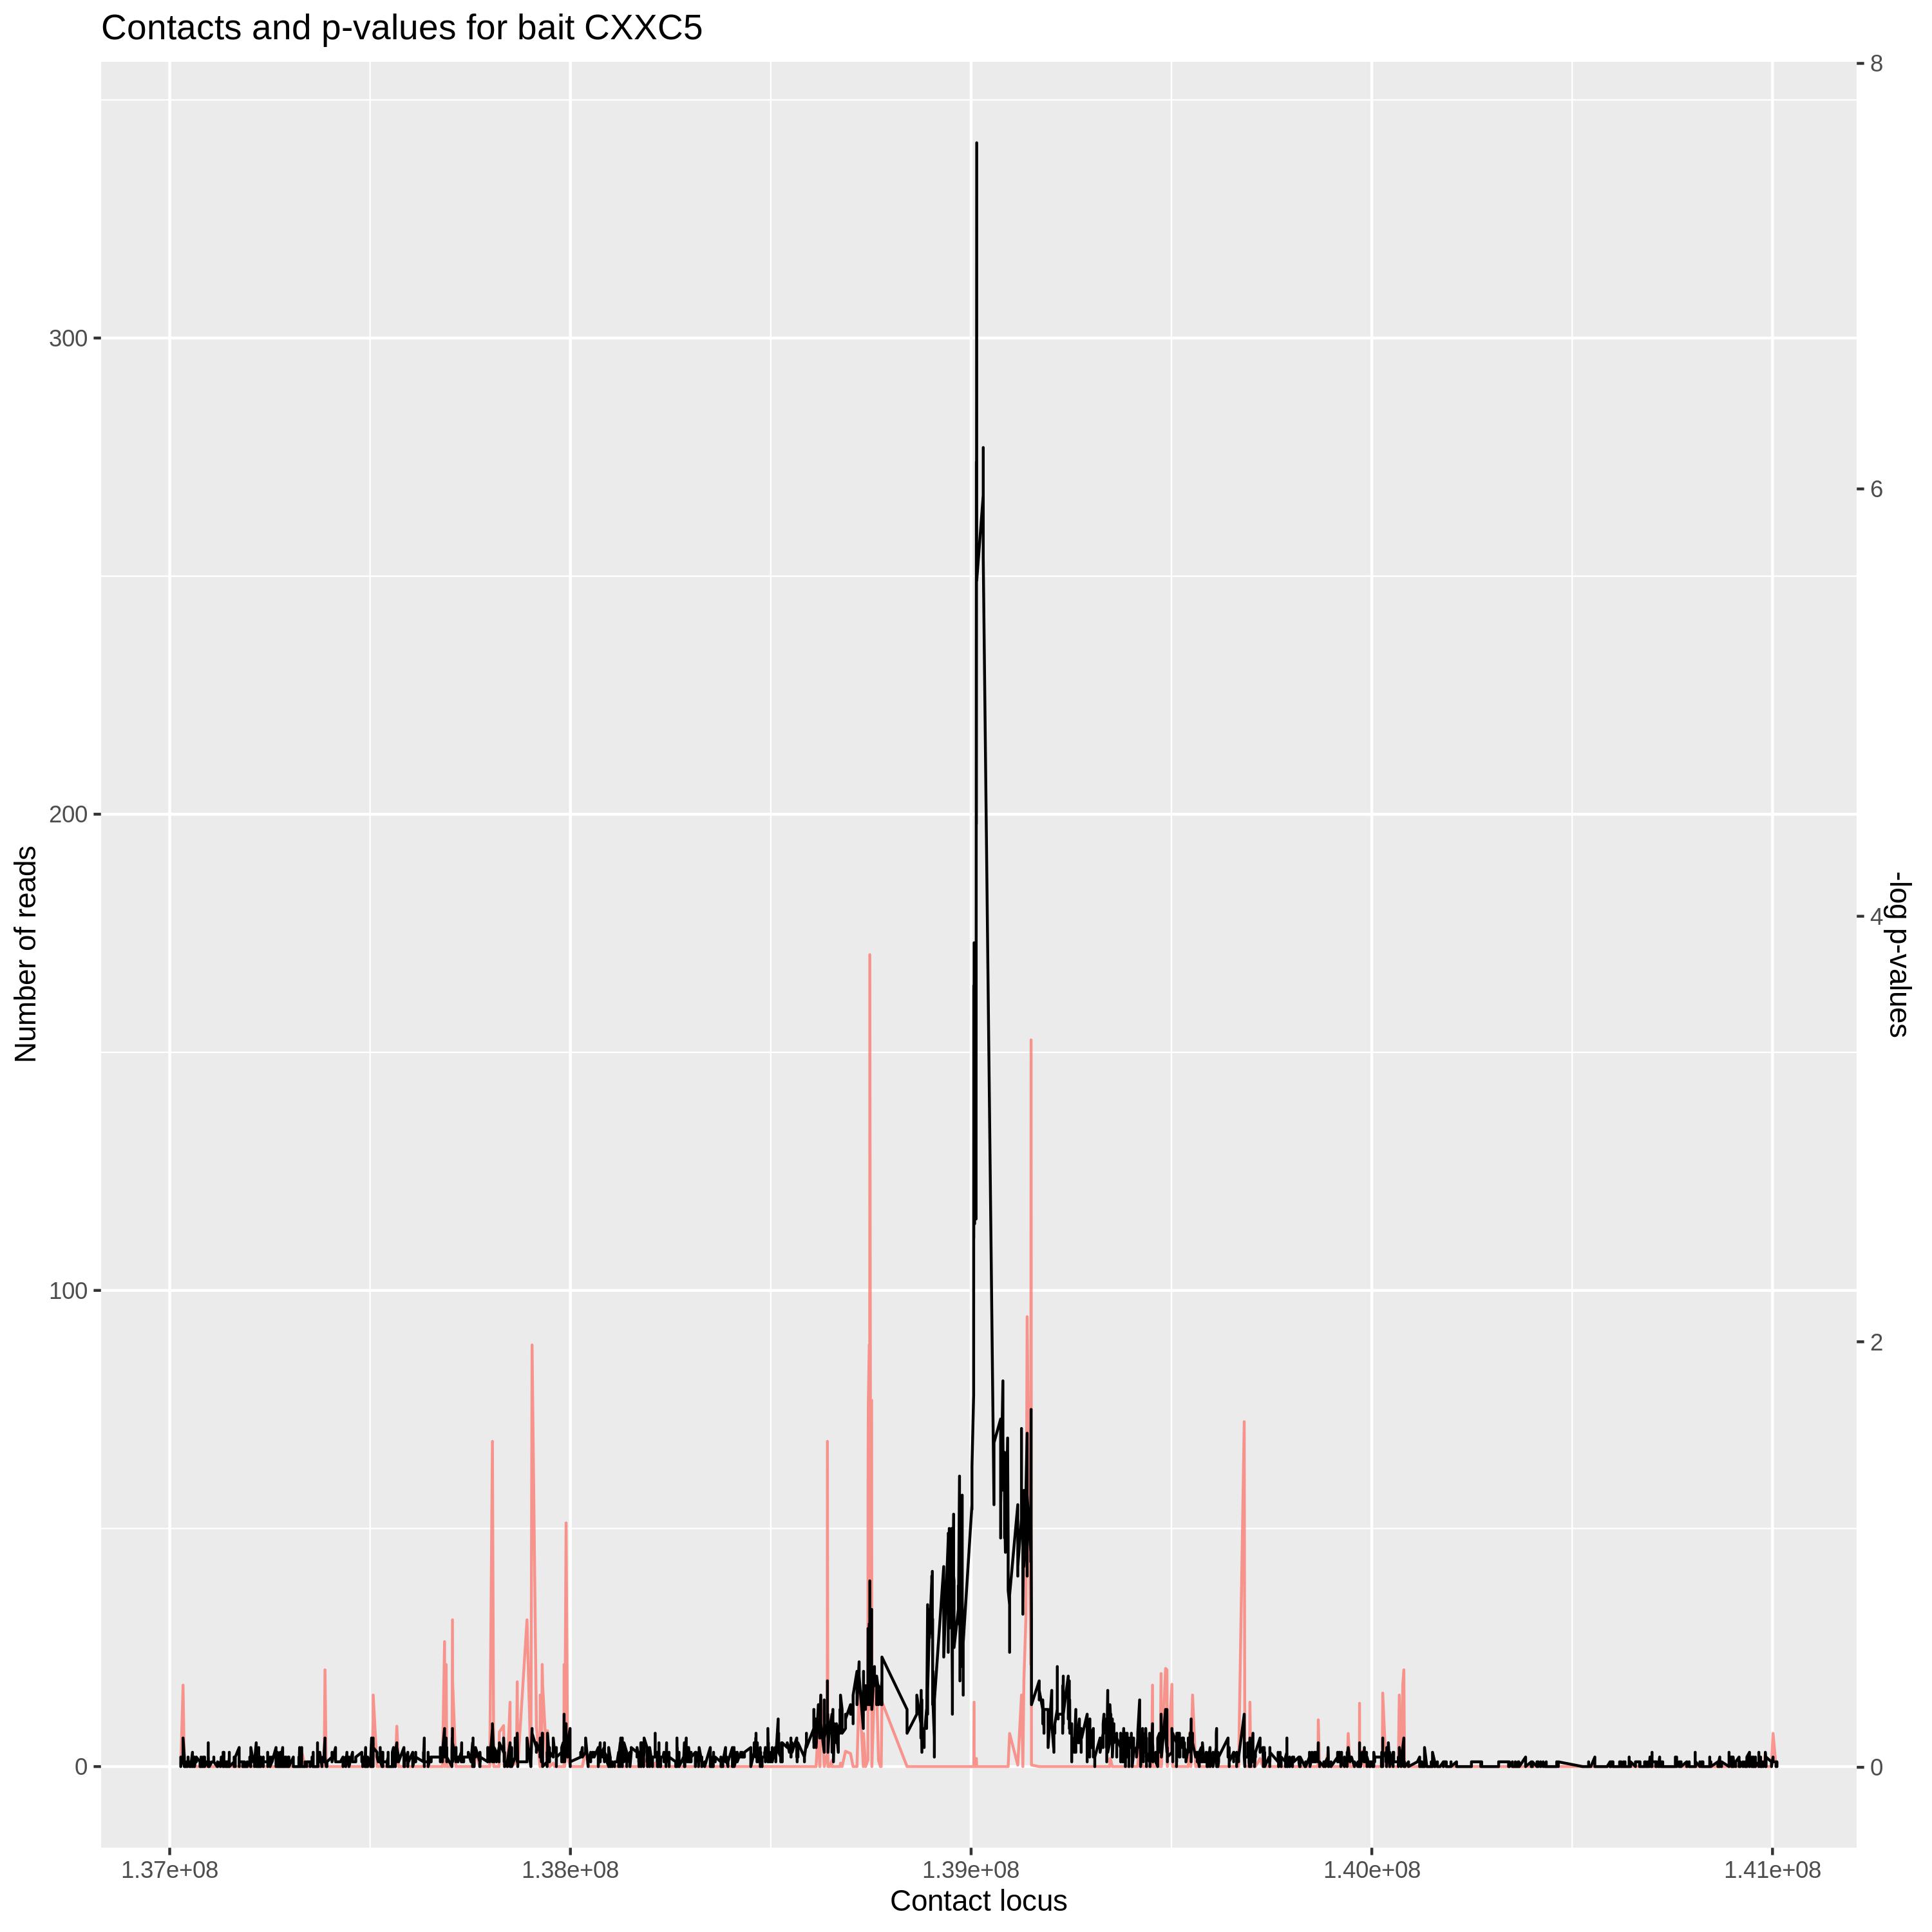 Contacts and p-values for bait CXXC5
8
300
6
200
4
Number of reads
-log p-values
100
2
0
0
1.37e+08
1.38e+08
1.39e+08
1.40e+08
1.41e+08
Contact locus